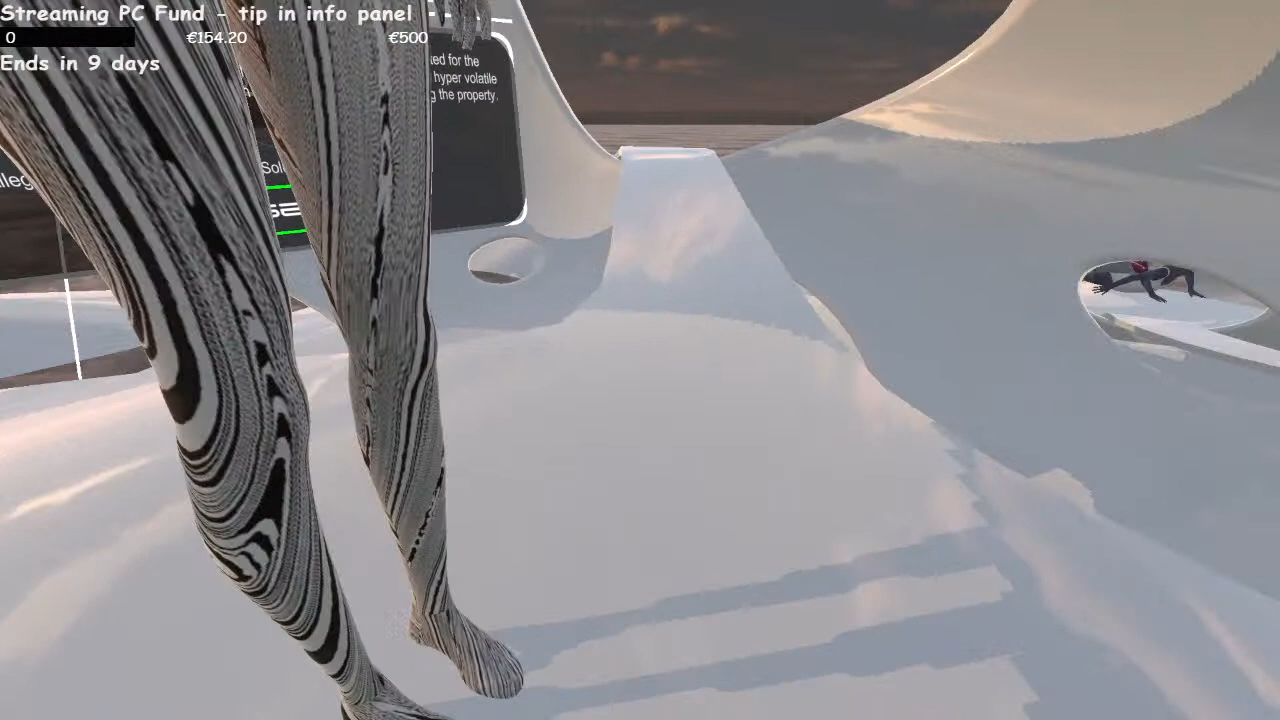 Streaming PC Fund - tip in info panel
0 €154.20 €500
Ends in 9 days
for the
hyper volatile
the property.